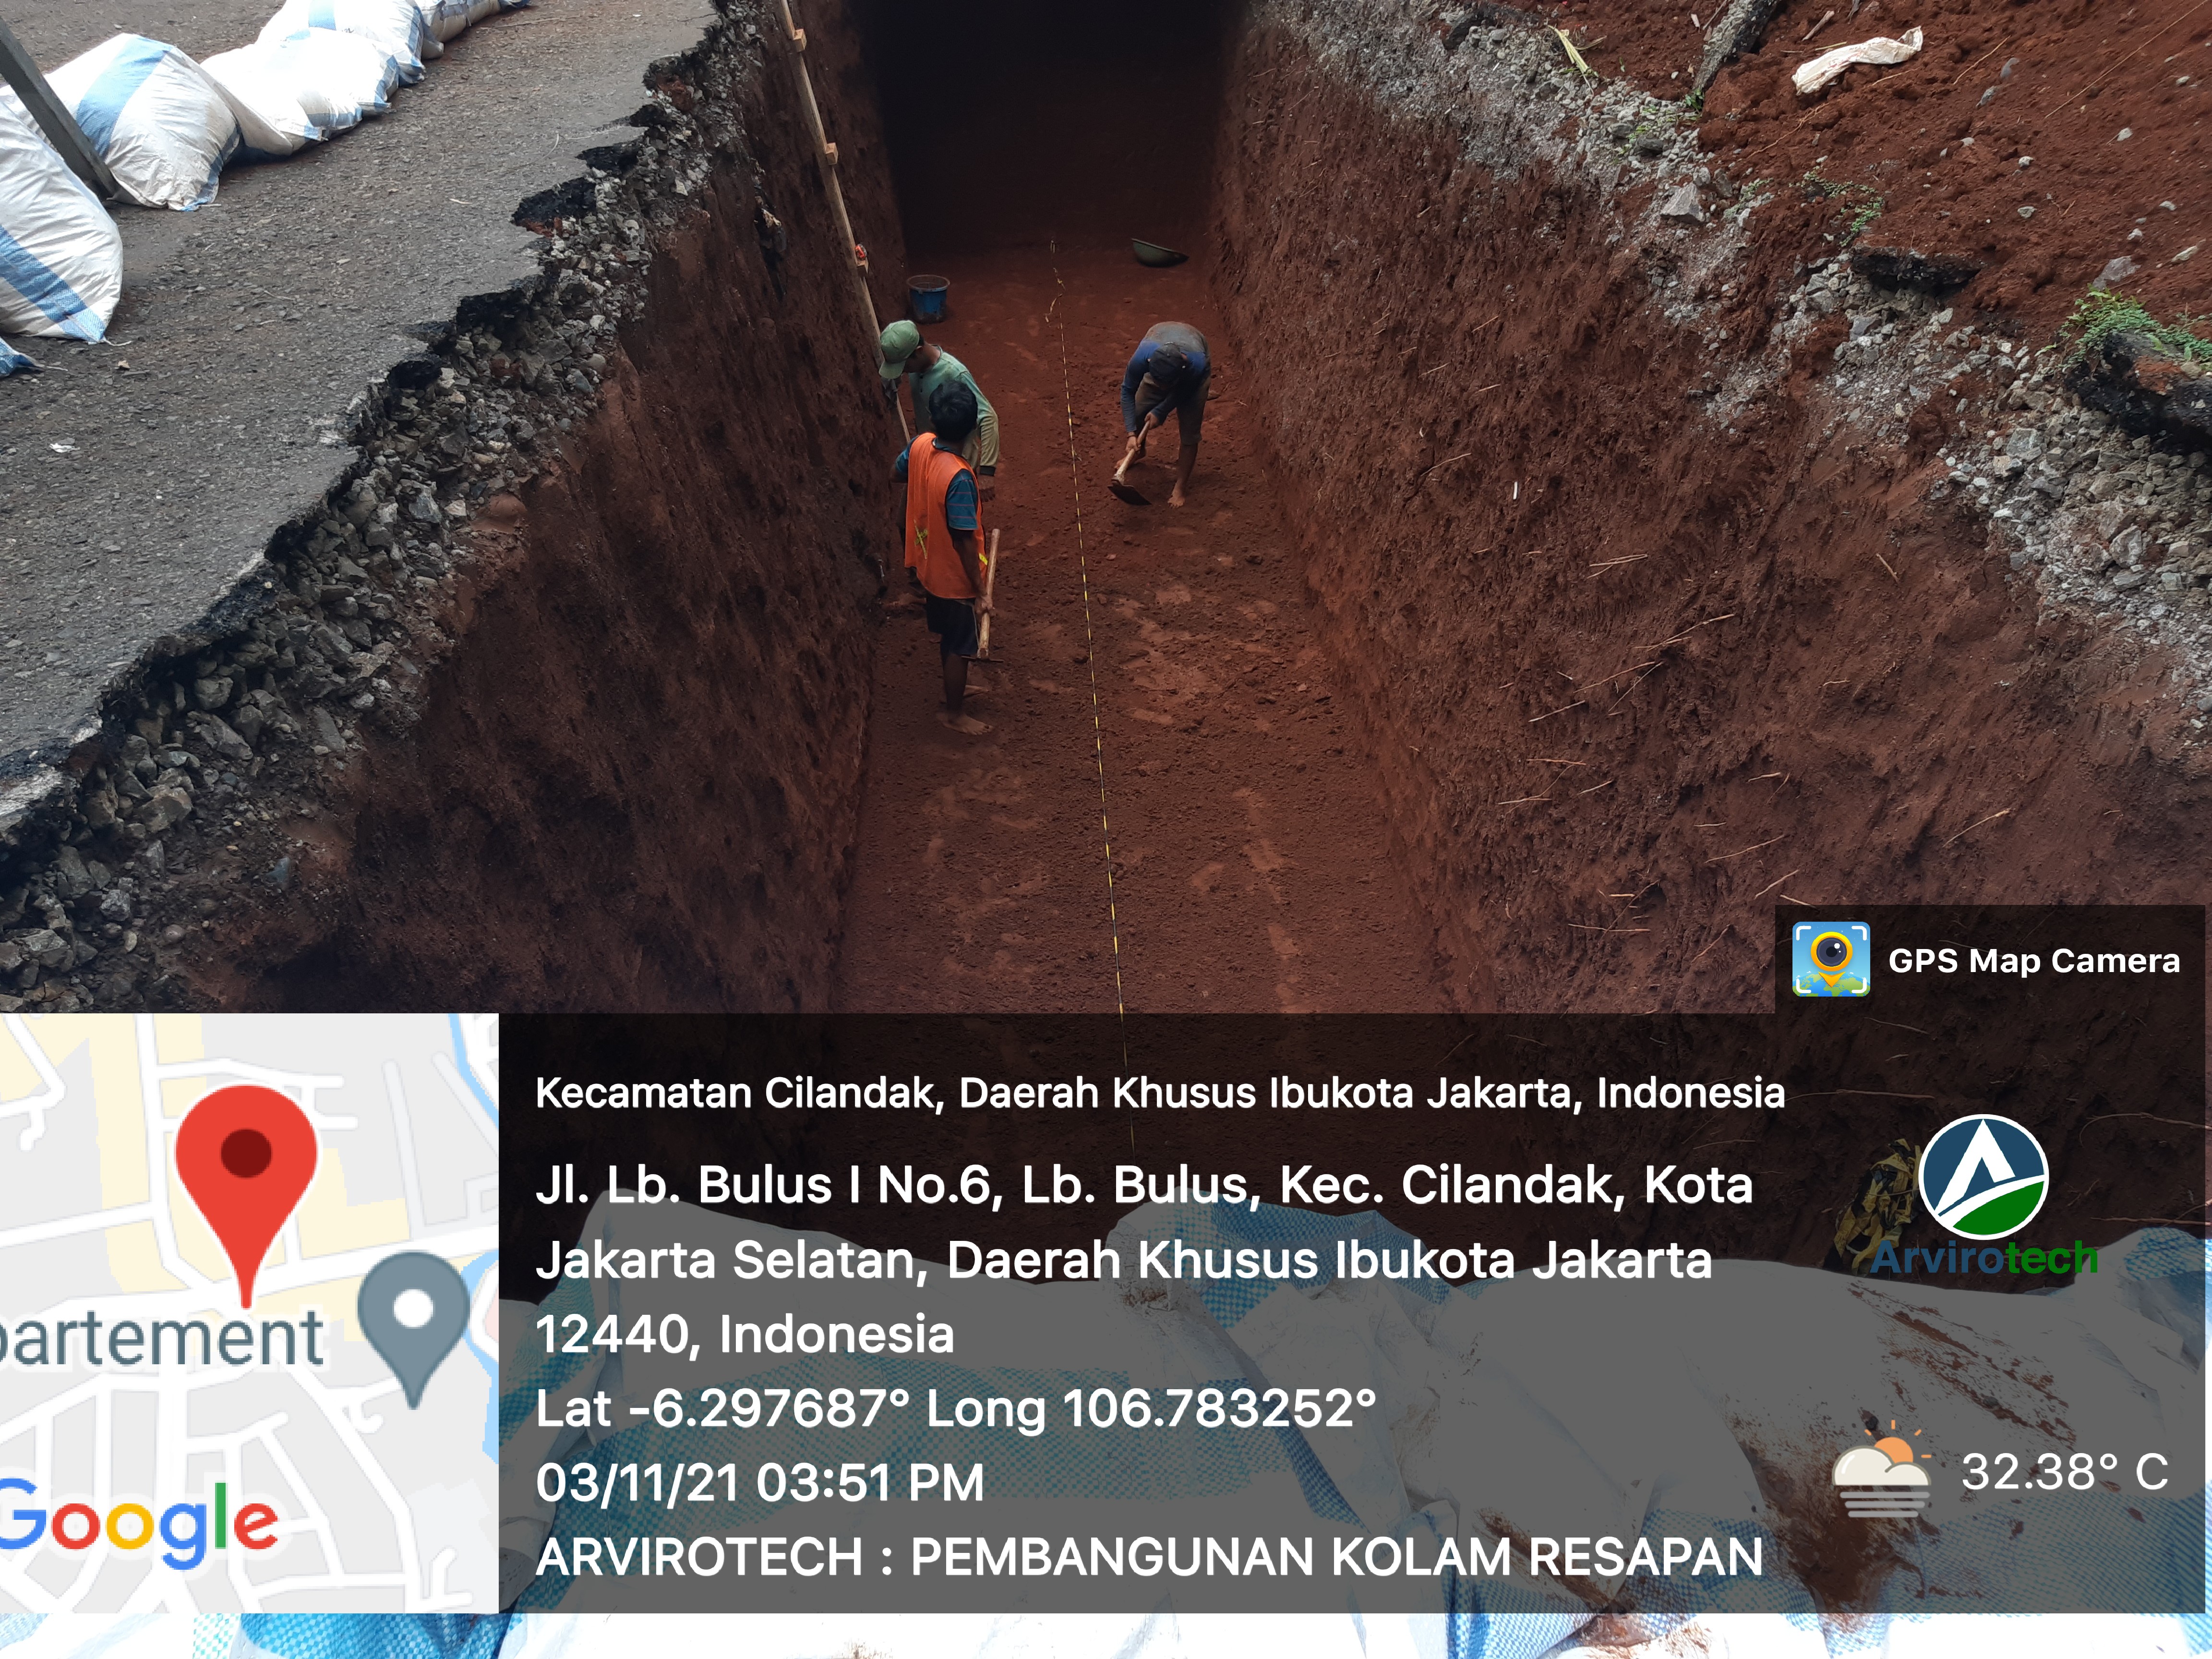 GPS Map Camera
Kecamatan Cilandak, Daerah Khusus Ibukota Jakarta, Indonesia
Jl. Lb. Bulus I No.6, Lb. Bulus, Kec. Cilandak, Kota
Jakarta Selatan, Daerah Khusus Ibukota Jakarta
12440, Indonesia
Lat -6.297687° Long 106.783252°
03/11/21 03:51 PM
ARVIROTECH : PEMBANGUNAN KOLAM RESAPAN
Arvirotech
32.38° C
partement
Google